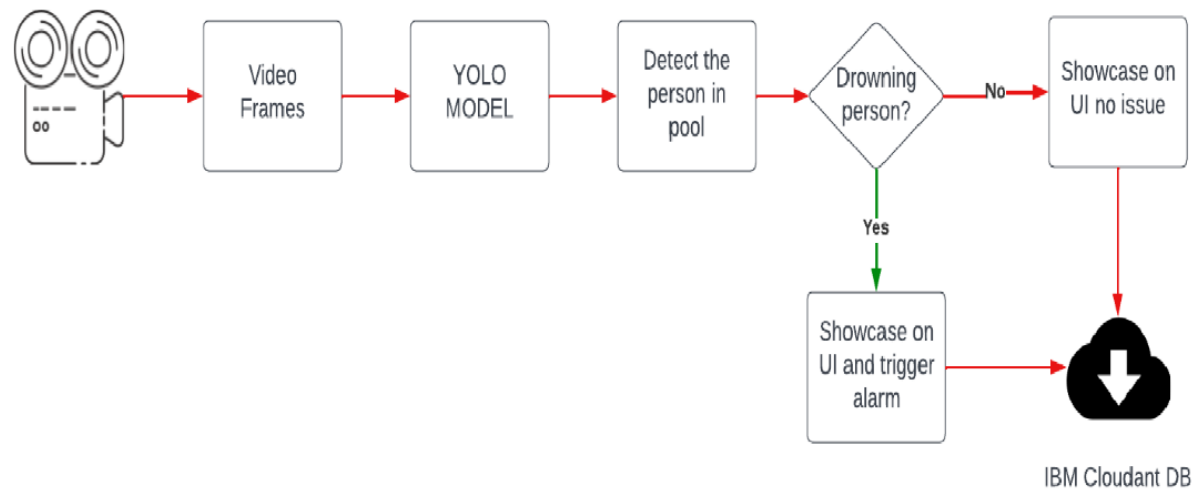 Video
Frames
YOLO
MODEL
Detect the
person in
pool
Drowning
person?
No
Showcase on
UI no issue
Yes
Showcase on
UI and trigger
alarm
IBM Cloudant DB